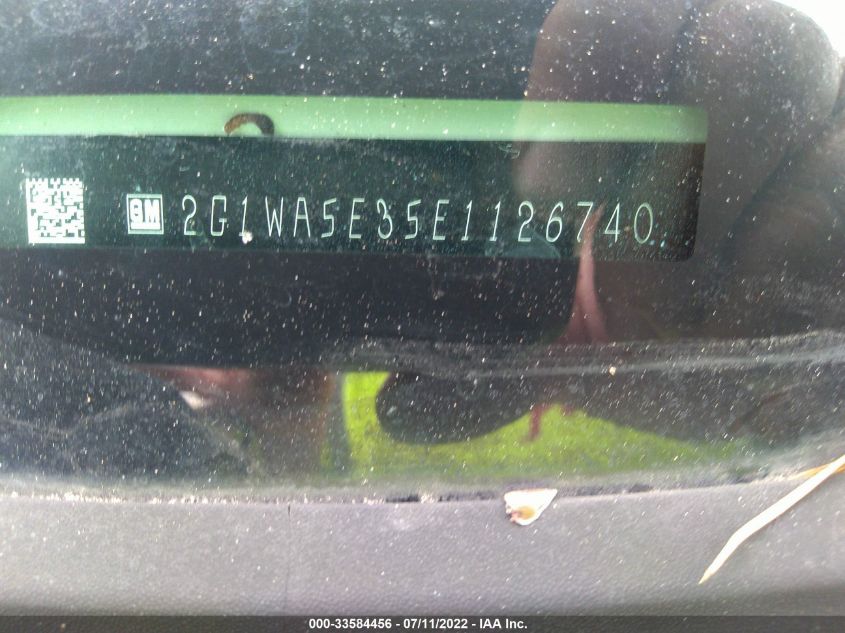 GM 2G1WA5E35E1126740
000-33584456 - 07/11/2022 - IAA Inc.